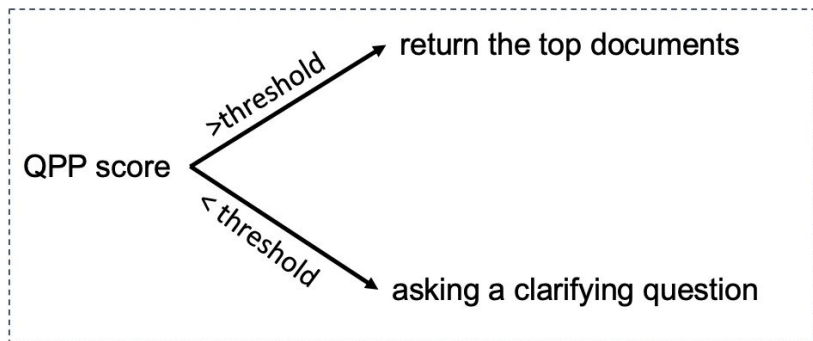 return the top documents
>threshold
QPP score
< threshold
asking a clarifying question